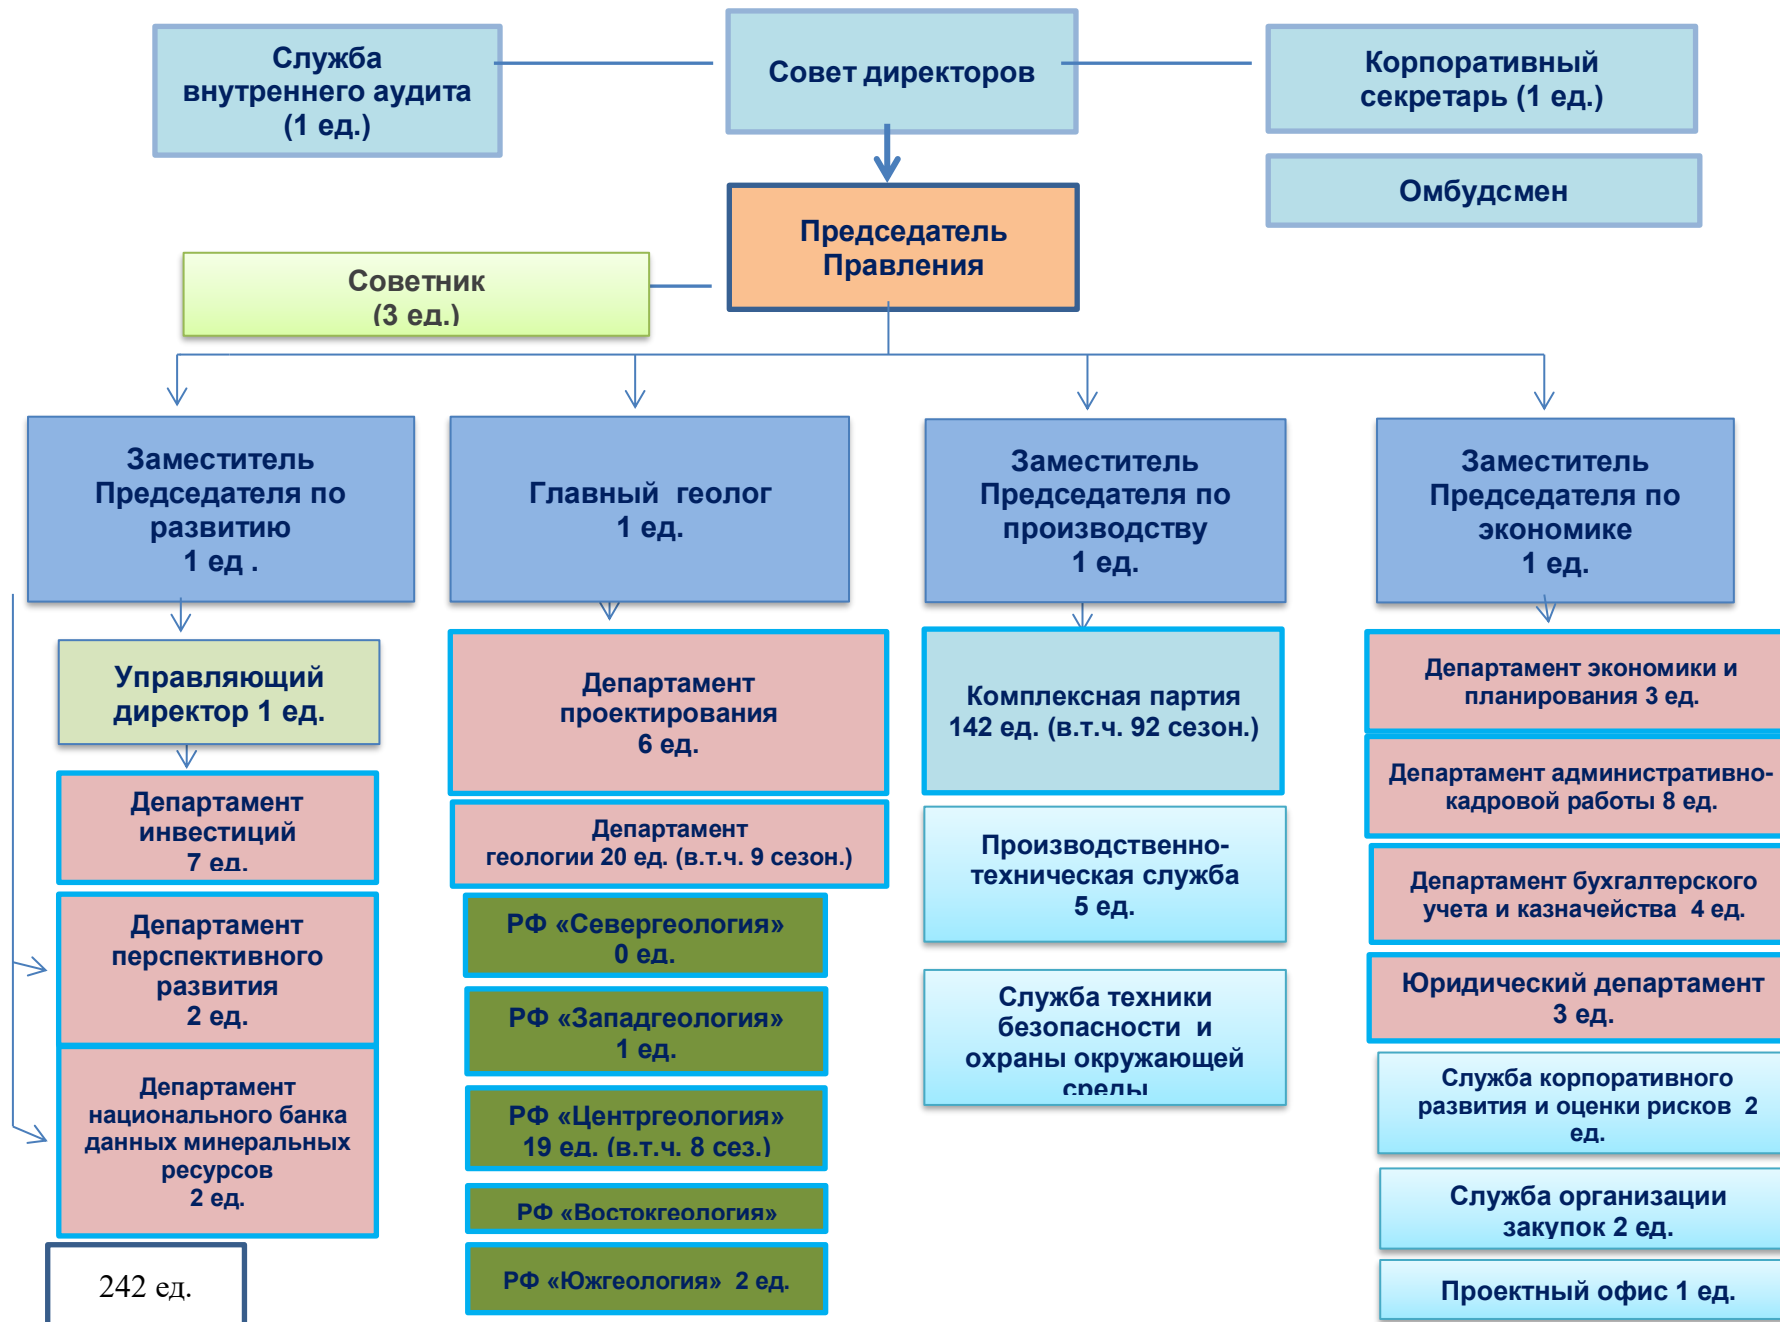 Служба
внутреннего аудита
(1 ед.)
Совет директоров
Корпоративный
секретарь (1 ед.)
Омбудсмен
Председатель
Правления
Советник
(3 ед.)
Заместитель
Председателя по
развитию
1 ед .
Главный геолог
1 ед.
Заместитель
Председателя по
производству
1 ед.
Заместитель
Председателя по
экономике
1 ед.
Управляющий
директор 1 ед.
Департамент
инвестиций
7 ед.
Департамент
перспективного
развития
2 ед.
Департамент
национального банка
данных минеральных
ресурсов
2 ед.
242 ед.
Департамент
проектирования
6 ед.
Департамент
геологии 20 ед. (в.т.ч. 9 сезон.)
РФ «Севергеология»
0 ед.
РФ «Западгеология»
1 ед.
РФ «Центргеология»
19 ед. (в.т.ч. 8 сез.)
РФ «Востокгеология»
РФ «Южгеология» 2 ед.
Комплексная партия
142 ед. (в.т.ч. 92 сезон.)
Производственно-
техническая служба
5 ед.
Служба техники
безопасности и
охраны окружающей
среды
Департамент экономики и
планирования 3 ед.
Департамент административно-
кадровой работы 8 ед.
Департамент бухгалтерского
учета и казначейства 4 ед.
Юридический департамент
3 ед.
Служба корпоративного
развития и оценки рисков 2
ед.
Служба организации
закупок 2 ед.
Проектный офис 1 ед.